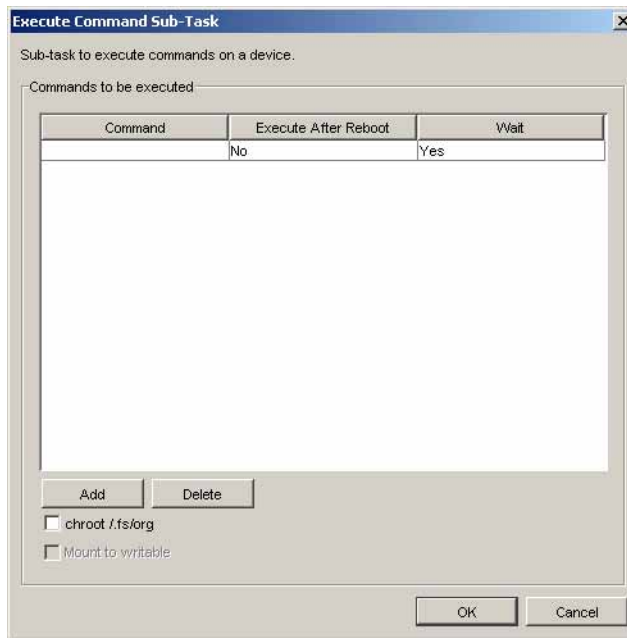 Execute Command Sub-Task
Sub-task to execute commands on a device.
Commands to be executed
Command Execute After Reboot Wait
No Yes
Add Delete
chroot /.fs/org
Mount to writable
OK Cancel